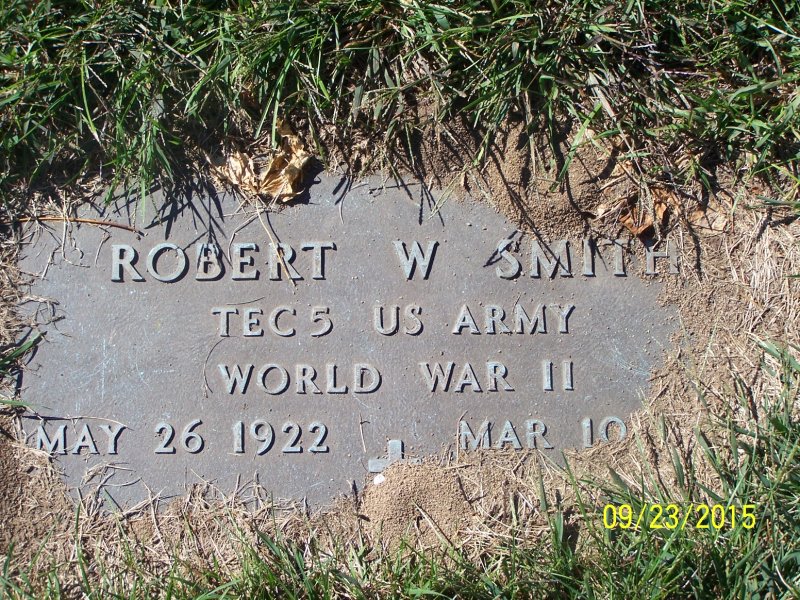 ROBERT W SMITH
TEC 5 US ARMY
WORLD WAR II
MAY 26 1922 MAR 10
09/23/2015